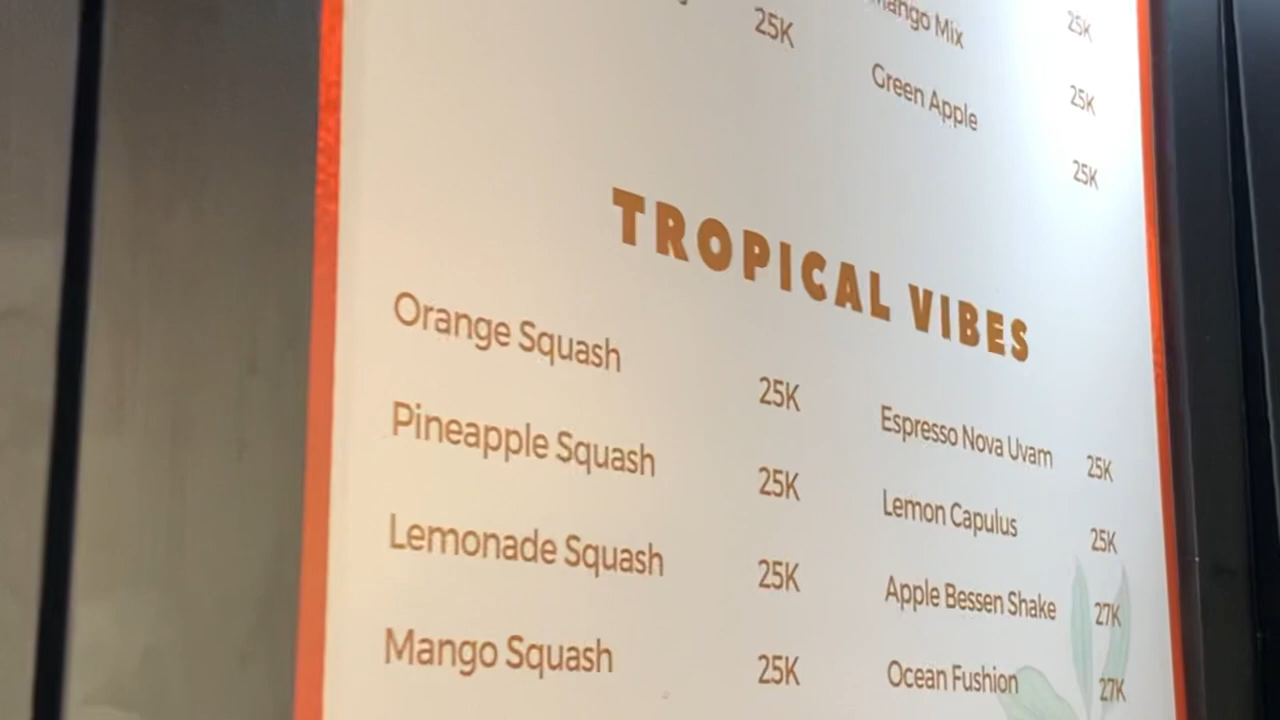 25K
Mango Mix 25K
Green Apple 25K
25K
TROPICAL VIBES
Orange Squash 25K
Pineapple Squash 25K
Lemonade Squash 25K
Mango Squash 25K
Espresso Nova Uvam 25K
Lemon Capulus 25K
Apple Bessen Shake 27K
Ocean Fushion 27K